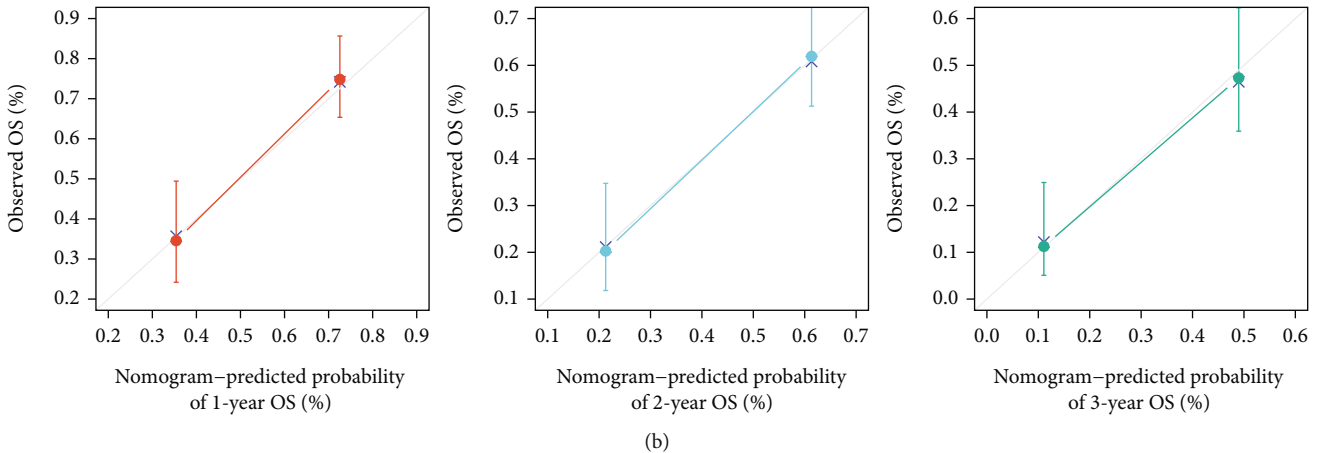 Observed OS (%)
0.9
0.8
0.7
0.6
0.5
0.4
0.3
0.2
0.2 0.3 0.4 0.5 0.6 0.7 0.8 0.9
Nomogram−predicted probability
of 1-year OS (%)
Observed OS (%)
0.7
0.6
0.5
0.4
0.3
0.2
0.1
0.1 0.2 0.3 0.4 0.5 0.6 0.7
Nomogram−predicted probability
of 2-year OS (%)
Observed OS (%)
0.6
0.5
0.4
0.3
0.2
0.1
0.0
0.0 0.1 0.2 0.3 0.4 0.5 0.6
Nomogram−predicted probability
of 3-year OS (%)
(b)